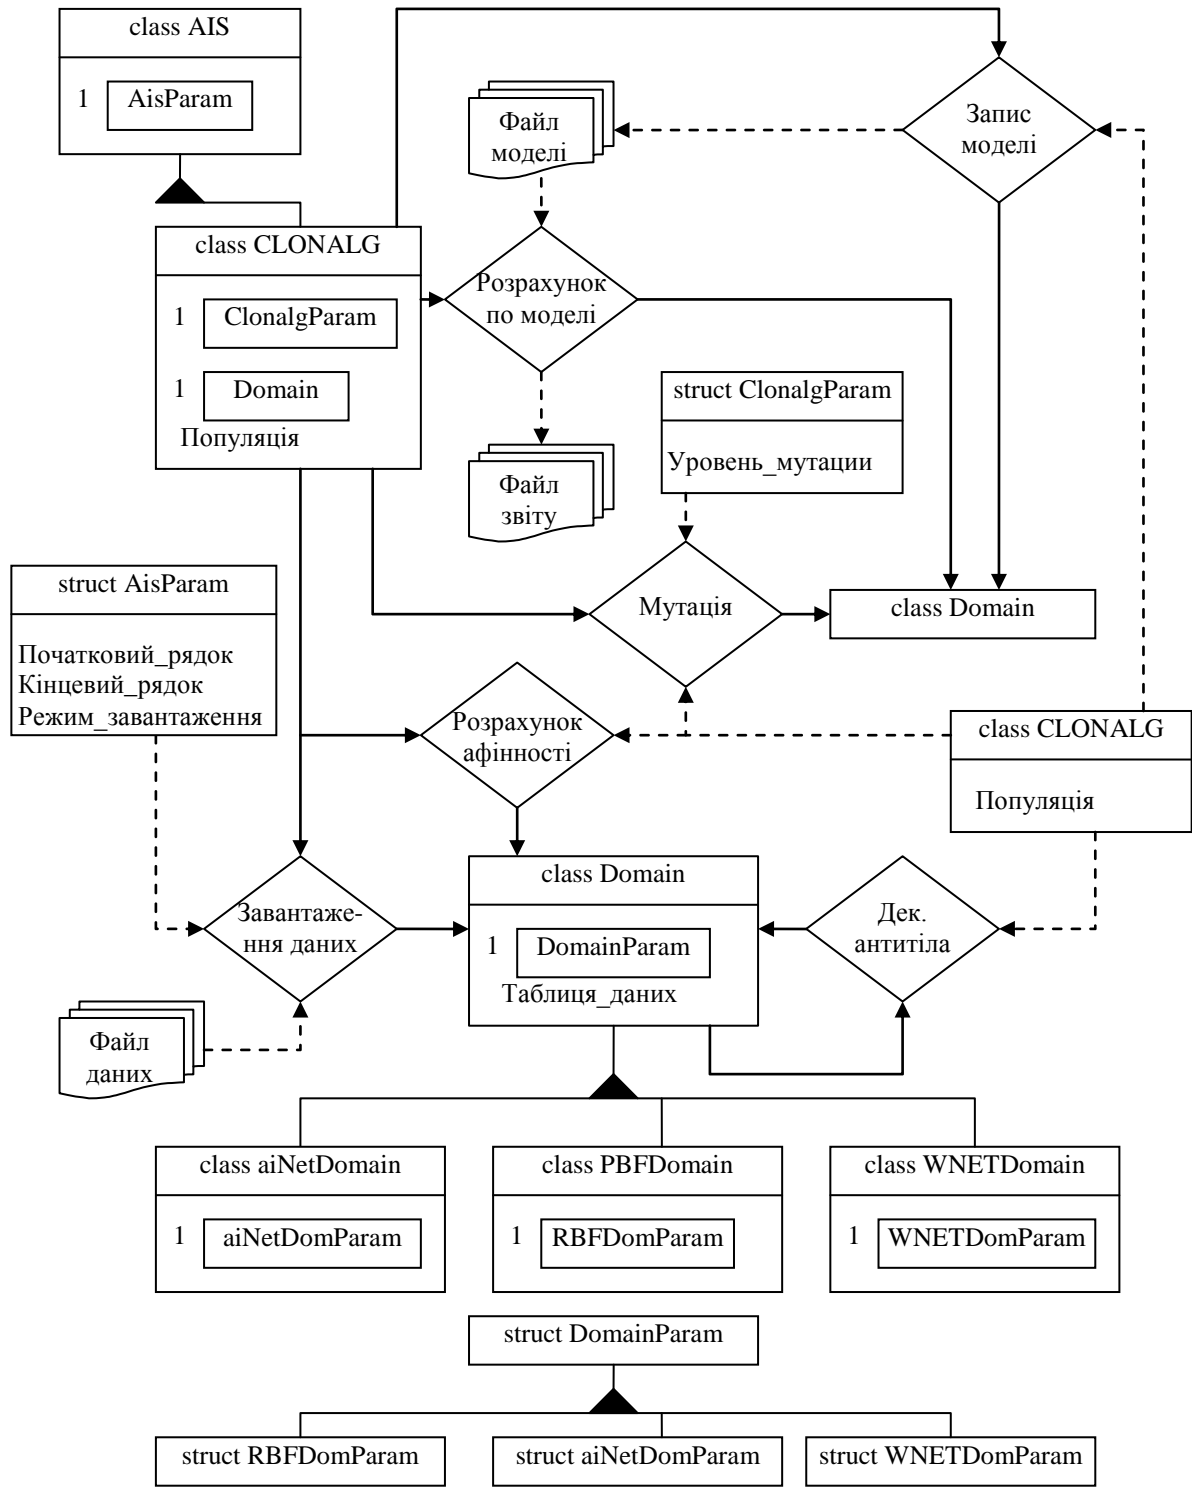 class AIS
1
AisParam
Файл
моделі
Запис
моделі
class CLONALG
1
ClonalgParam
1
Domain
Популяція
Розрахунок
по моделі
struct ClonalgParam
Уровень_мутации
Файл
звіту
struct AisParam
Початковий_рядок
Кінцевий_рядок
Режим_завантаження
Мутація
class Domain
Розрахунок
афінності
class CLONALG
Популяція
Завантаже-
ння даних
class Domain
1
DomainParam
Таблиця_даних
Дек.
антитіла
Файл
даних
class aiNetDomain
1
aiNetDomParam
class PBFDomain
1
RBFDomParam
class WNETDomain
1
WNETDomParam
struct DomainParam
struct RBFDomParam
struct aiNetDomParam
struct WNETDomParam